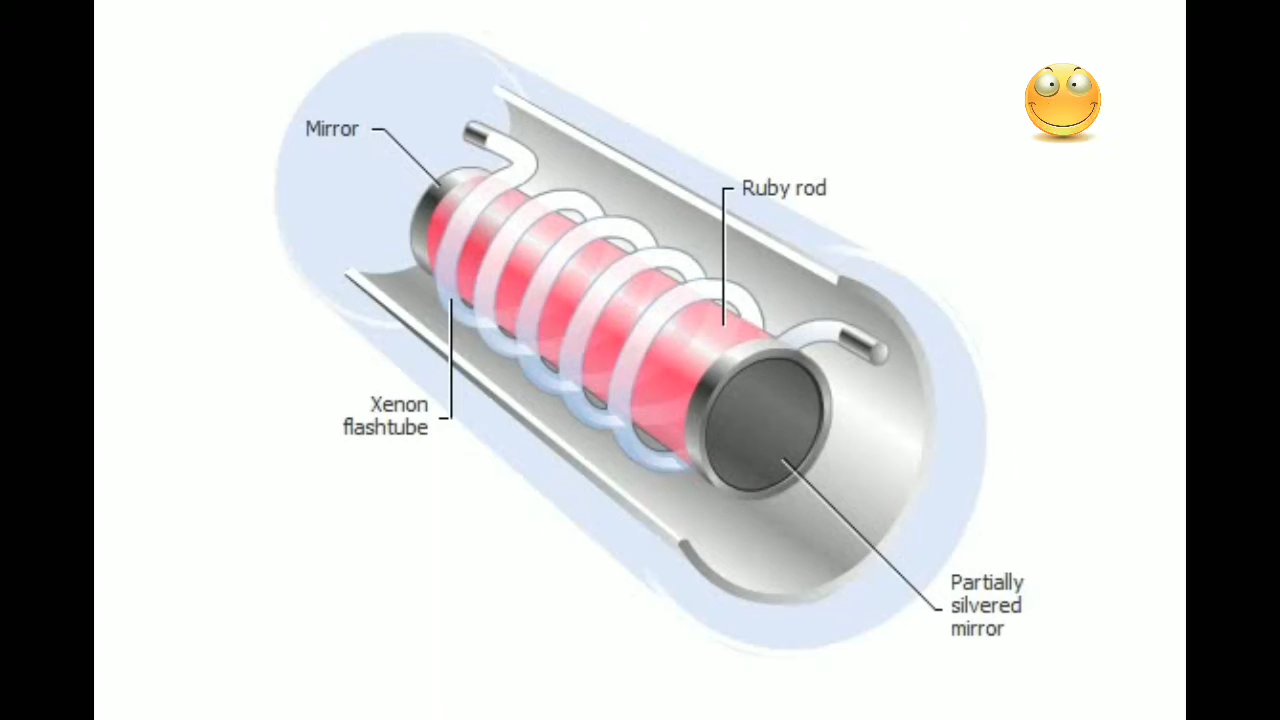 Mirror
Ruby rod
Xenon
flashtube
Partially
silvered
mirror